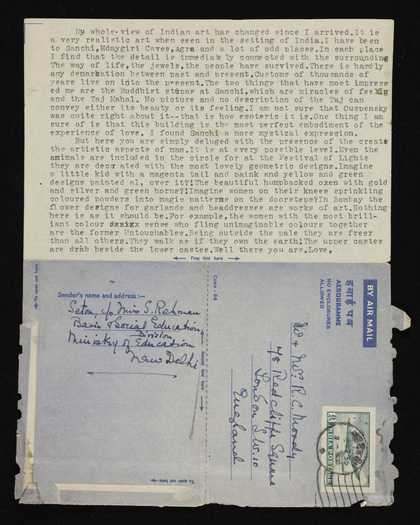 My whole view of Indian art has changed since I arrived. It is
a very realistic art when seen in the setting of India. I have been
to Sanchi, Udaygiri Caves, Agra and a lot of odd places. In each place
I find that the detail is immediately connected with the surrounding
The way of life, the jewels, the people have survived. There is hardly
any demarkation between past and present. Customs of thousands of
years live on into the present. The two things that have most impress
ed me are the Buddhist stupas at Sanchi, which are miracles of feeling
and the Taj Mahal. No picture and no description of the Taj can
convey either its beauty or its feeling. I am not sure that Ouspensky
was quite right about it--that is how esoteric it is. One thing I am
sure of is that this building is the most perfect embodiment of the
experience of love. I found Sanchi a more mystical expression.
But here you are simply deluged with the presence of the create
the artistic aspects of man. It is at every possible level. Even the
animals are included in the circle for at the Festival of Lights
they are decorated with the most lovely geometric designs. Imagine
a little kid with a magenta tail and paink and yellow and green
designs painted all over it! The beautiful humpbacked oxen with gold
and silver and green horns! Imagine women on their knees sprinkling
coloured powders into magic patterns on the doorsteps! In Bombay the
flower designs for garlands and headdresses are works of art. Nothing
here is as it should be. For example, the women with the most brill-
iant colour sense who fling unimaginable colours together
are the former Untouchables. Being outside the pale they are freer
than all others. They walk as if they own the earth! The upper castes
are drab beside the lower castes. Well there you are. Love,
First fold here
Sender's name and address :-
Seton, c/o Miss S. Rahman
Basic & Social Education
Division
Ministry of Education
New Delhi
BY AIR MAIL
हवाई पत्र
AEROGRAMME
NO ENCLOSURES
ALLOWED
Mr & Mrs R. C. Moody
40 Redcliffe Square
London S.W.10
England